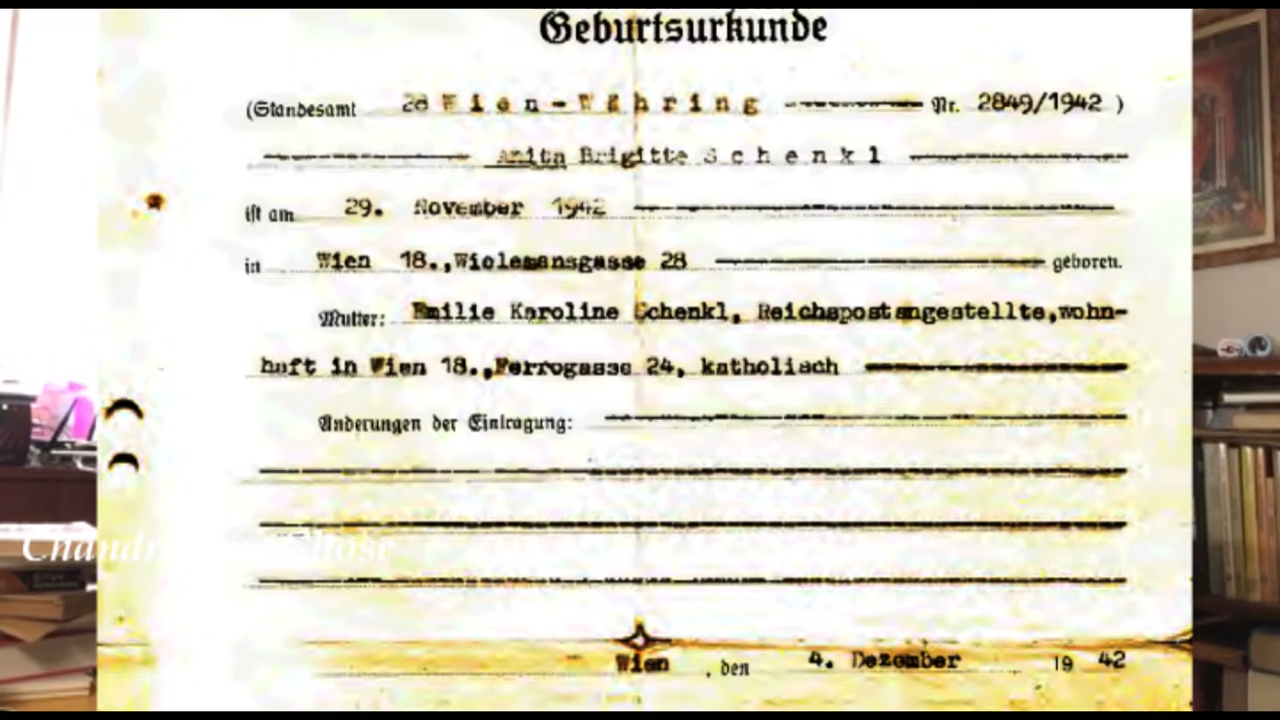 Geburtsurkunde
(Standesamt 28 Wien-Währing Nr. 2849/1942 )
Anita Brigitte Schenkl
ist am 29. November 1942
in Wien 18.,Wielemansgasse 28 geboren.
Mutter: Emilie Karoline Schenkl, Reichspostangestellte,wohn-
haft in Wien 18.,Ferrogasse 24, katholisch
Änderungen der Eintragung:
Wien , den 4. Dezember 19 42